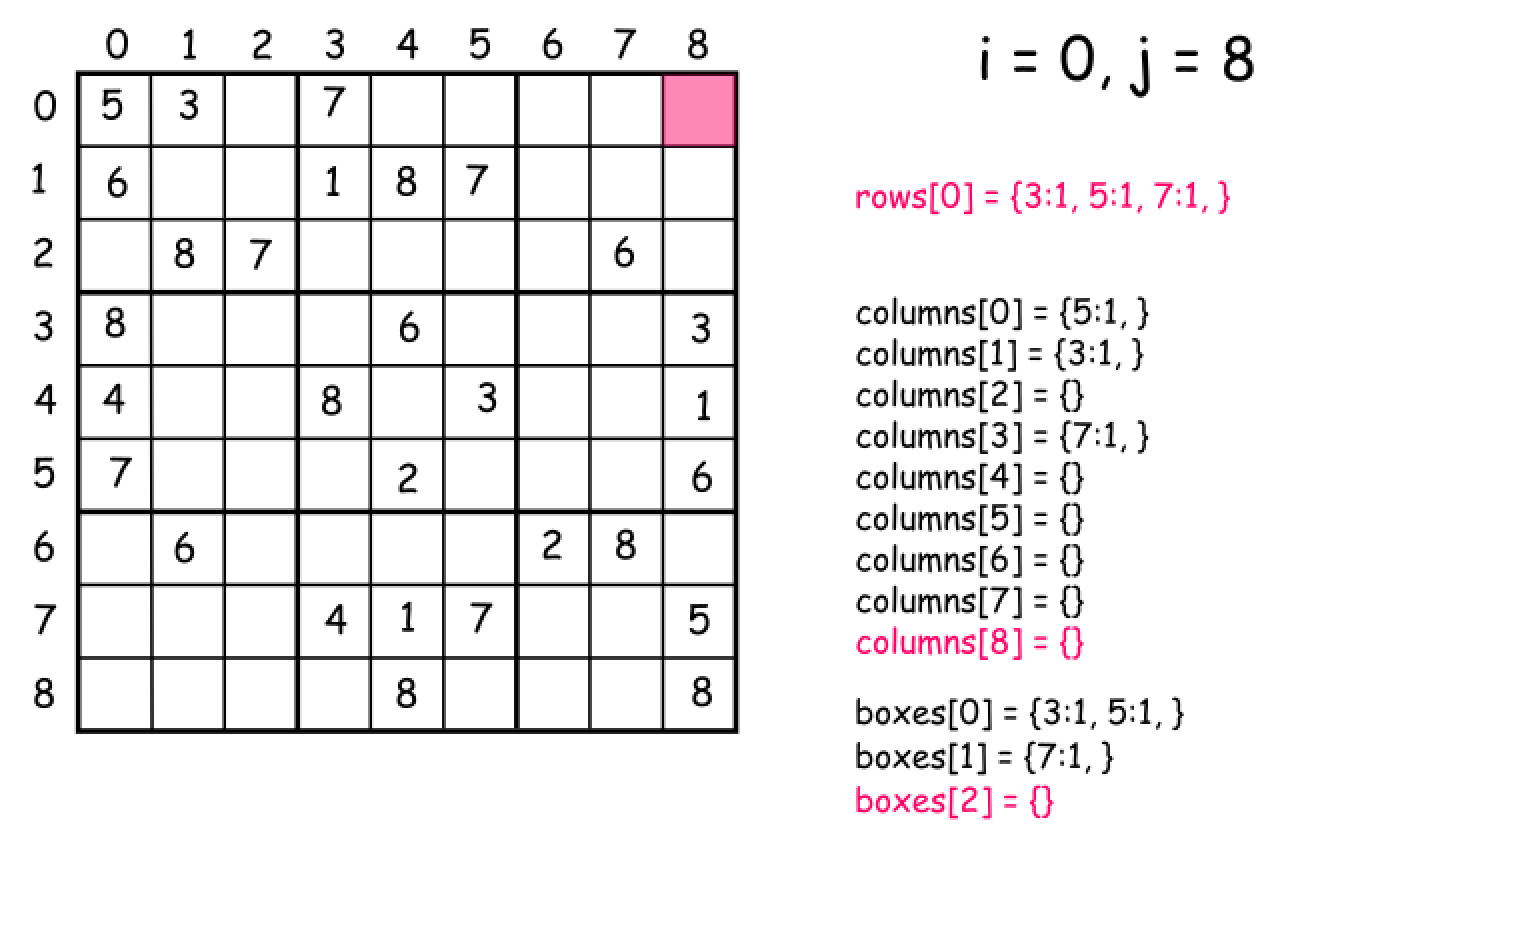 0 1 2 3 4 5 6 7 8
i = 0, j = 8
0 5 3 7
1 6 1 8 7
rows[0] = {3:1, 5:1, 7:1, }
2 8 7 6
3 8 6 3
4 4 8 3 1
5 7 2 6
6 6 2 8
7 4 1 7 5
8 8 8
columns[0] = {5:1, }
columns[1] = {3:1, }
columns[2] = {}
columns[3] = {7:1, }
columns[4] = {}
columns[5] = {}
columns[6] = {}
columns[7] = {}
columns[8] = {}
boxes[0] = {3:1, 5:1, }
boxes[1] = {7:1, }
boxes[2] = {}